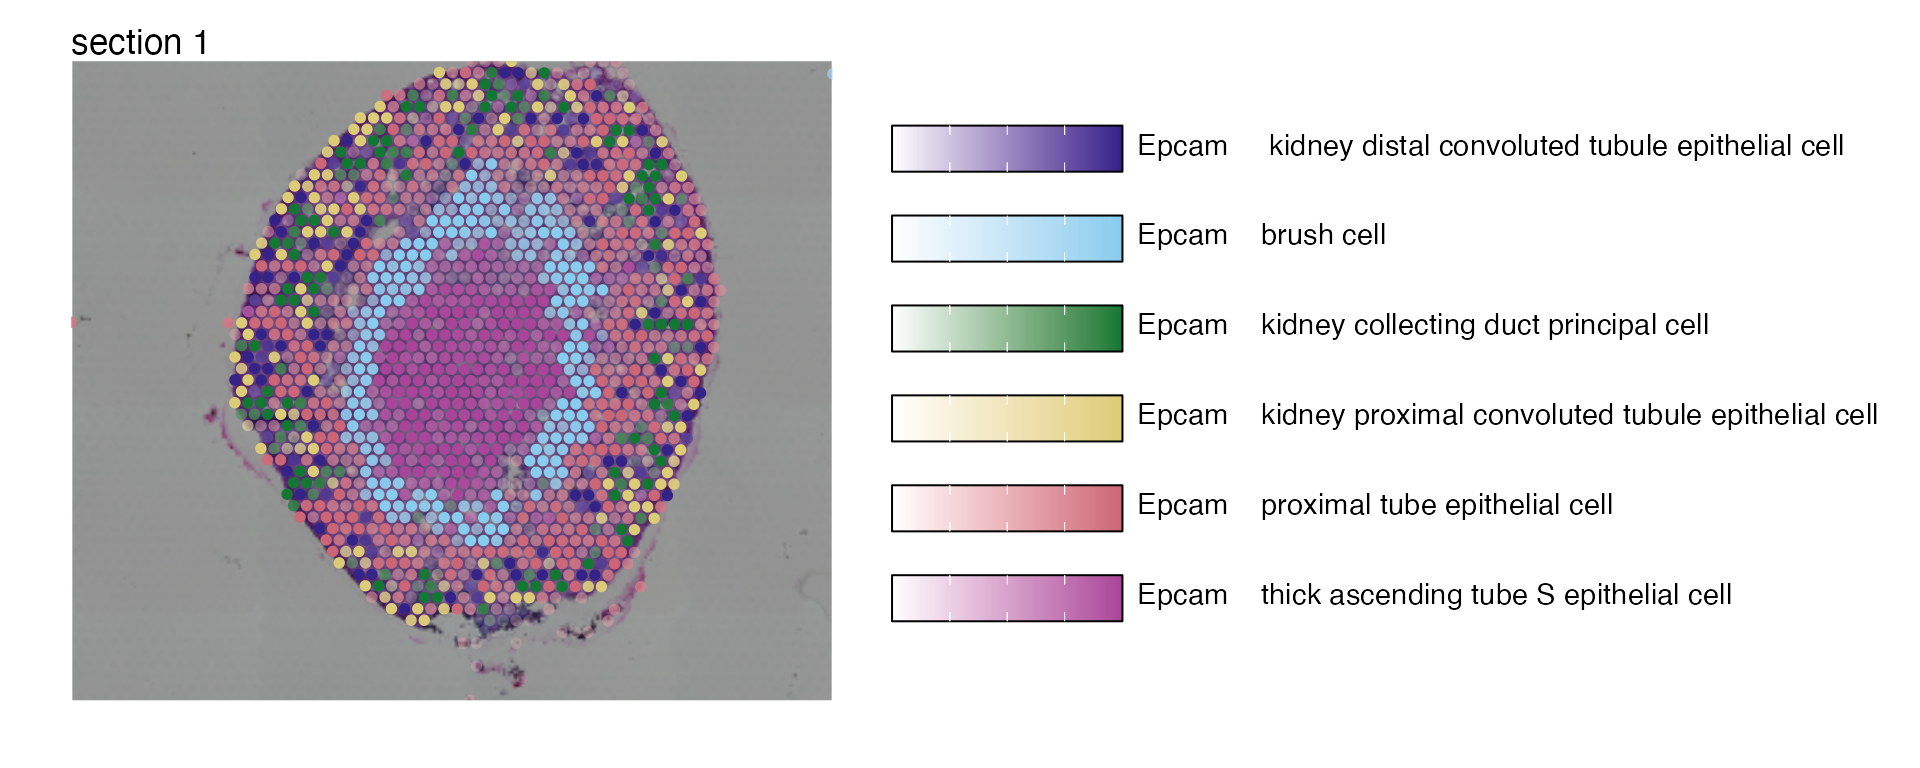 section 1
Epcam kidney distal convoluted tubule epithelial cell
Epcam brush cell
Epcam kidney collecting duct principal cell
Epcam kidney proximal convoluted tubule epithelial cell
Epcam proximal tube epithelial cell
Epcam thick ascending tube S epithelial cell